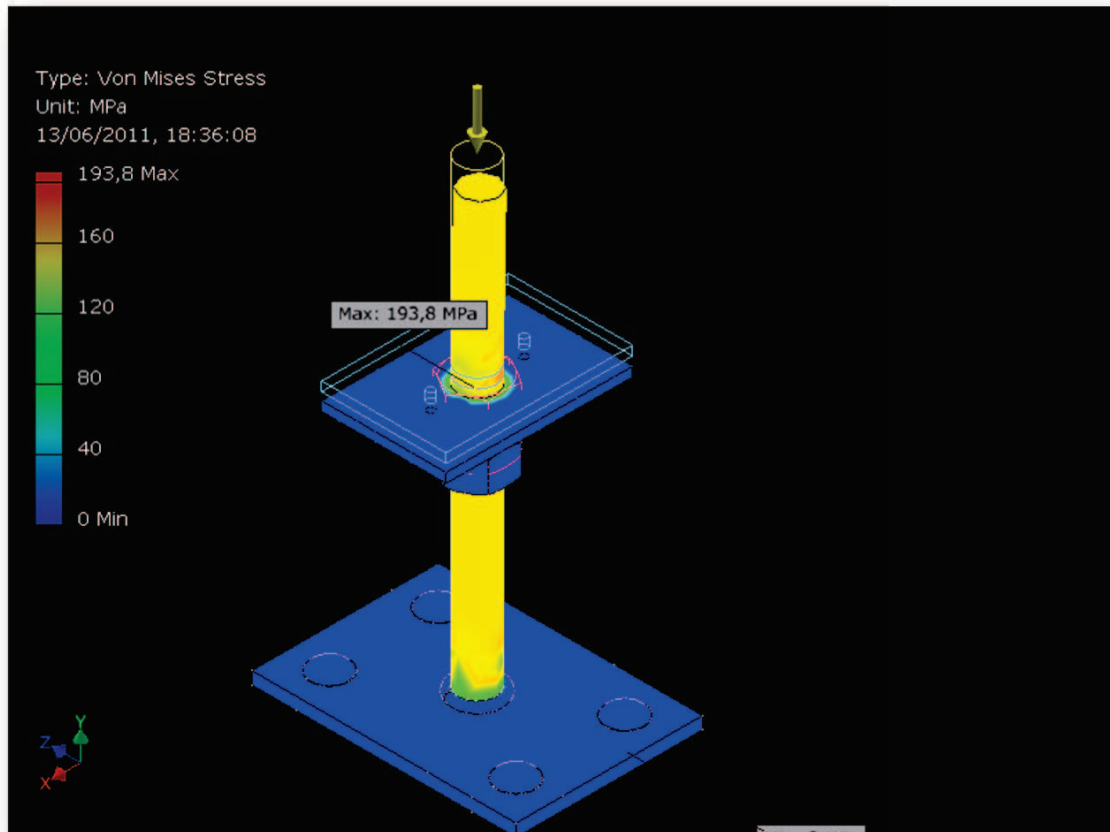 Type: Von Mises Stress
Unit: MPa
13/06/2011, 18:36:08
193,8 Max
160
Max: 193,8 MPa
120
80
40
0 Min
Y
Z
X